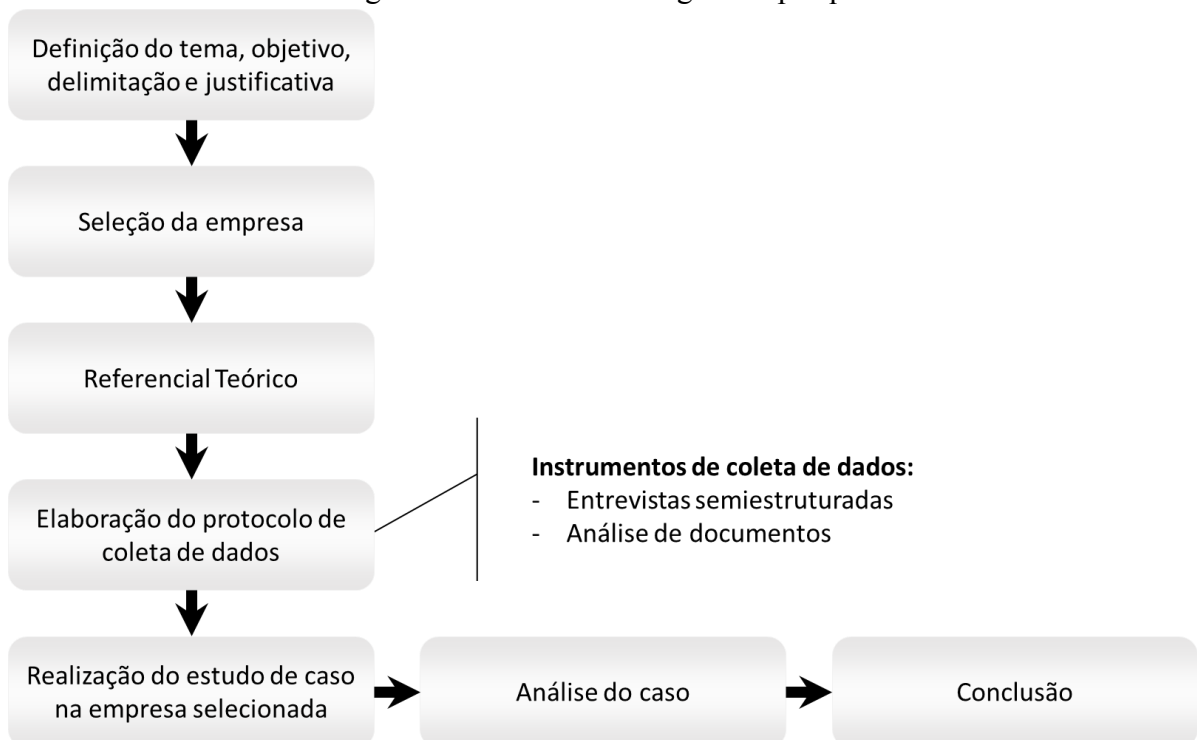 Definição do tema, objetivo,
delimitação e justificativa
Seleção da empresa
Referencial Teórico
Elaboração do protocolo de
coleta de dados
Instrumentos de coleta de dados:
- Entrevistas semiestruturadas
- Análise de documentos
Realização do estudo de caso
na empresa selecionada
Análise do caso
Conclusão